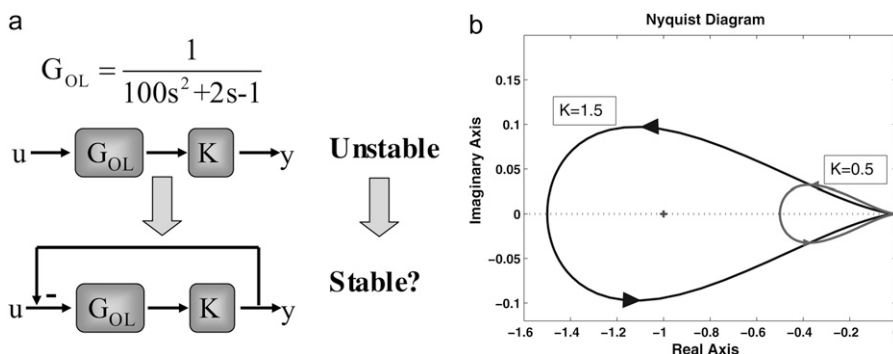 a
G_OL = 1 / 100s²+2s-1
u G_OL K y
Unstable
Stable?
u - G_OL K y
b
Nyquist Diagram
Imaginary Axis
0.15
0.1
0.05
0
-0.05
-0.1
K=1.5
K=0.5
-1.6 -1.4 -1.2 -1 -0.8 -0.6 -0.4 -0.2
Real Axis